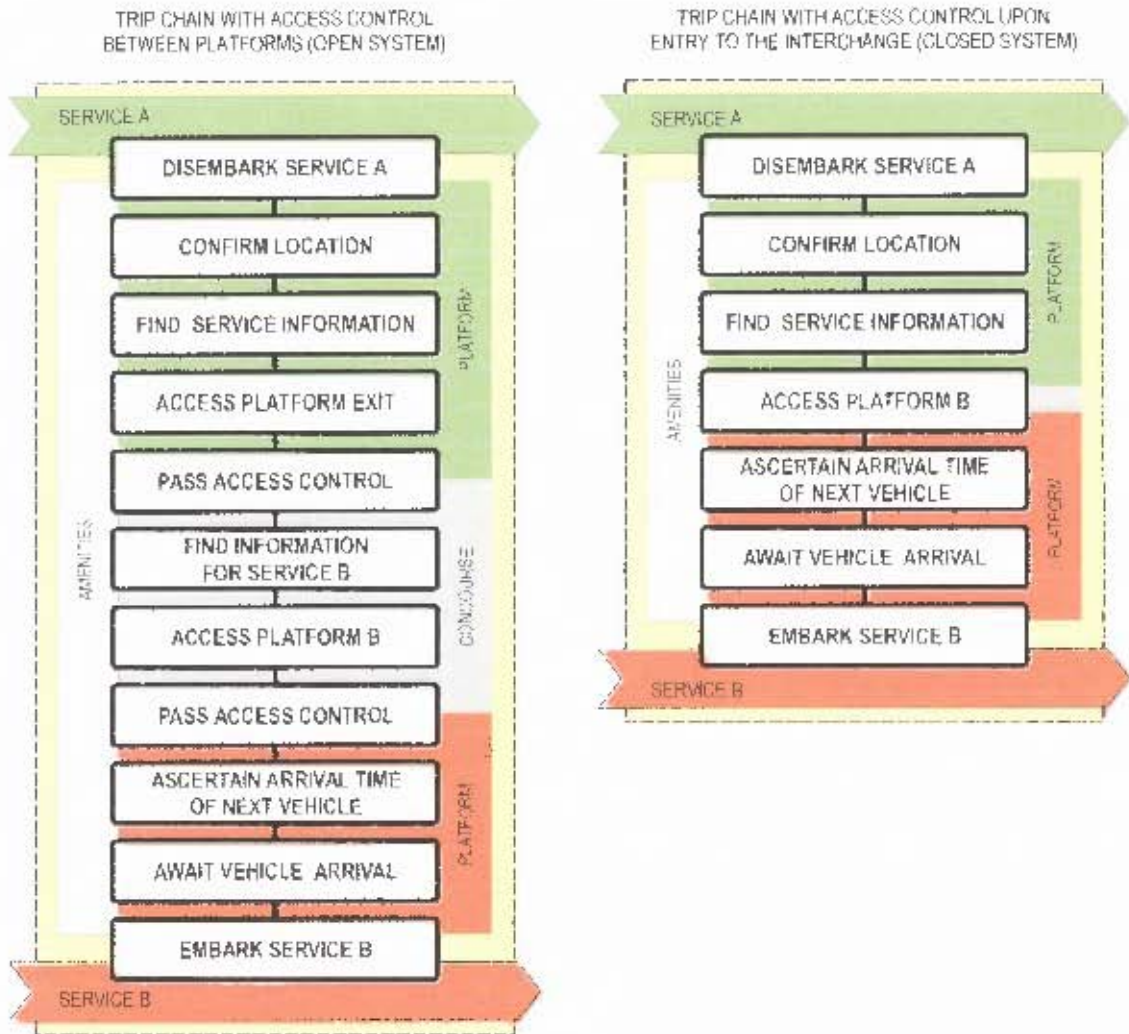 TRIP CHAIN WITH ACCESS CONTROL
BETWEEN PLATFORMS (OPEN SYSTEM)
SERVICE A
DISEMBARK SERVICE A
CONFIRM LOCATION
FIND SERVICE INFORMATION
ACCESS PLATFORM EXIT
PASS ACCESS CONTROL
FIND INFORMATION
FOR SERVICE B
ACCESS PLATFORM B
PASS ACCESS CONTROL
ASCERTAIN ARRIVAL TIME
OF NEXT VEHICLE
AWAIT VEHICLE ARRIVAL
EMBARK SERVICE B
SERVICE B
AMENITIES
PLATFORM
CONCOURSE
PLATFORM
TRIP CHAIN WITH ACCESS CONTROL UPON
ENTRY TO THE INTERCHANGE (CLOSED SYSTEM)
SERVICE A
DISEMBARK SERVICE A
CONFIRM LOCATION
FIND SERVICE INFORMATION
ACCESS PLATFORM B
ASCERTAIN ARRIVAL TIME
OF NEXT VEHICLE
AWAIT VEHICLE ARRIVAL
EMBARK SERVICE B
SERVICE B
AMENITIES
PLATFORM
PLATFORM